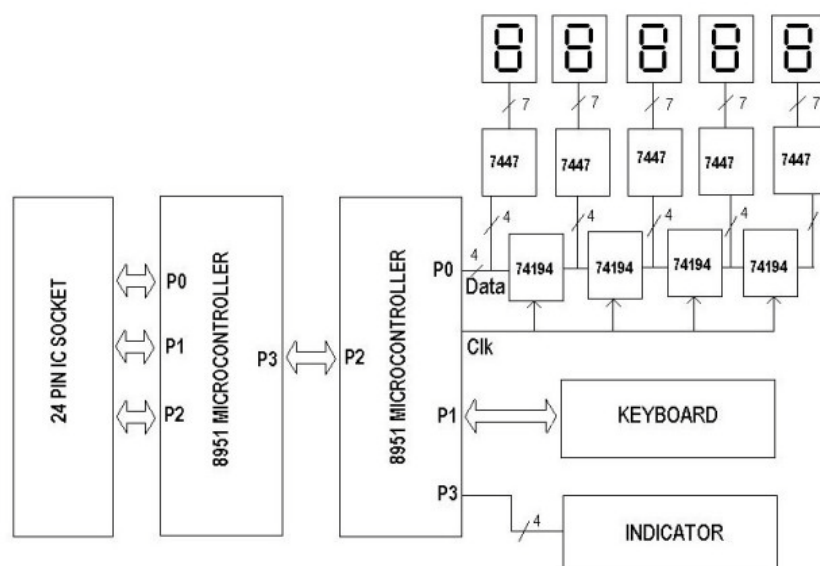 7 7 7 7 7
7447 7447 7447 7447 7447
4 4 4 4
74194 74194 74194 74194
P0
4
Data
Clk
24 PIN IC SOCKET
P0
P1
P2
8951 MICROCONTROLLER
P3
P2
8951 MICROCONTROLLER
P1
KEYBOARD
P3
4
INDICATOR